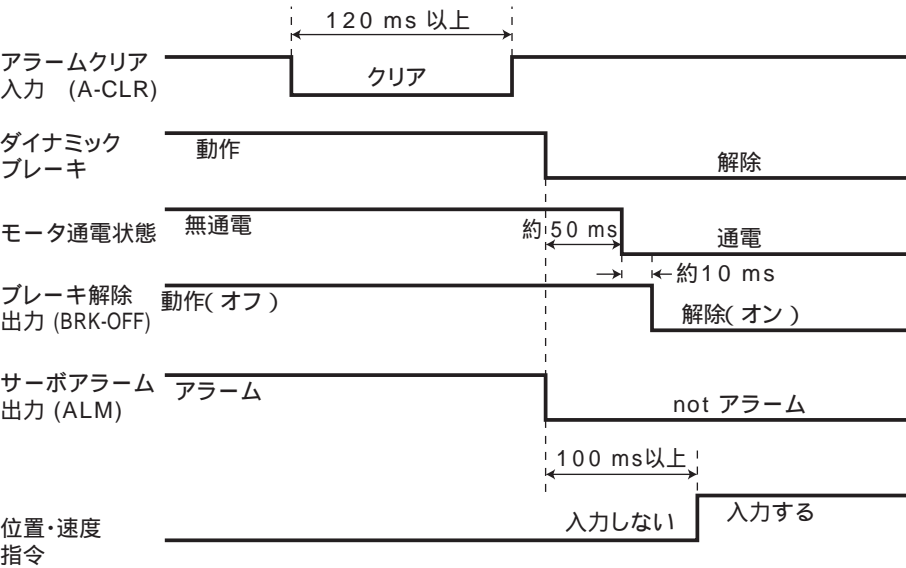 120 ms 以上
アラームクリア
入力 (A-CLR)
クリア
ダイナミック
ブレーキ
動作
解除
モータ通電状態
無通電
約50 ms
通電
約10 ms
ブレーキ解除
出力 (BRK-OFF)
動作(オフ)
解除(オン)
サーボアラーム
出力 (ALM)
アラーム
not アラーム
100 ms以上
位置・速度
指令
入力しない
入力する